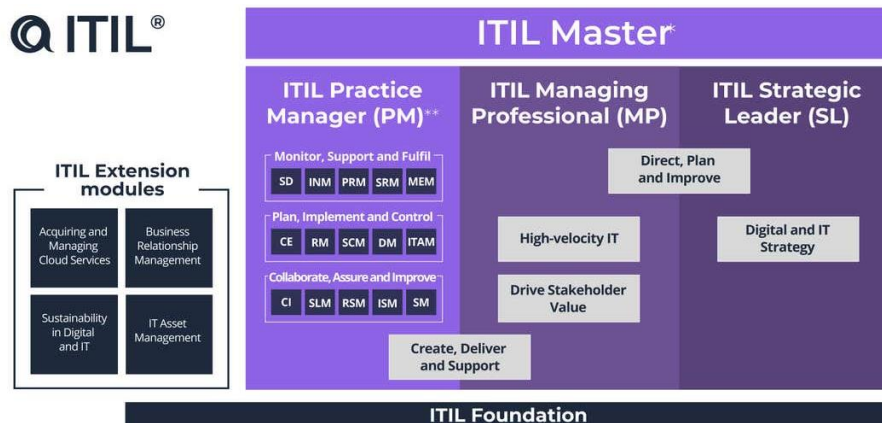 ITIL®
ITIL Master*
ITIL Practice
Manager (PM)**
ITIL Managing
Professional (MP)
ITIL Strategic
Leader (SL)
Monitor, Support and Fulfil
SD INM PRM SRM MEM
Direct, Plan
and Improve
ITIL Extension
modules
Acquiring and
Managing
Cloud Services
Business
Relationship
Management
Sustainability
in Digital
and IT
IT Asset
Management
Plan, Implement and Control
CE RM SCM DM ITAM
High-velocity IT
Digital and IT
Strategy
Collaborate, Assure and Improve
CI SLM RSM ISM SM
Drive Stakeholder
Value
Create, Deliver
and Support
ITIL Foundation